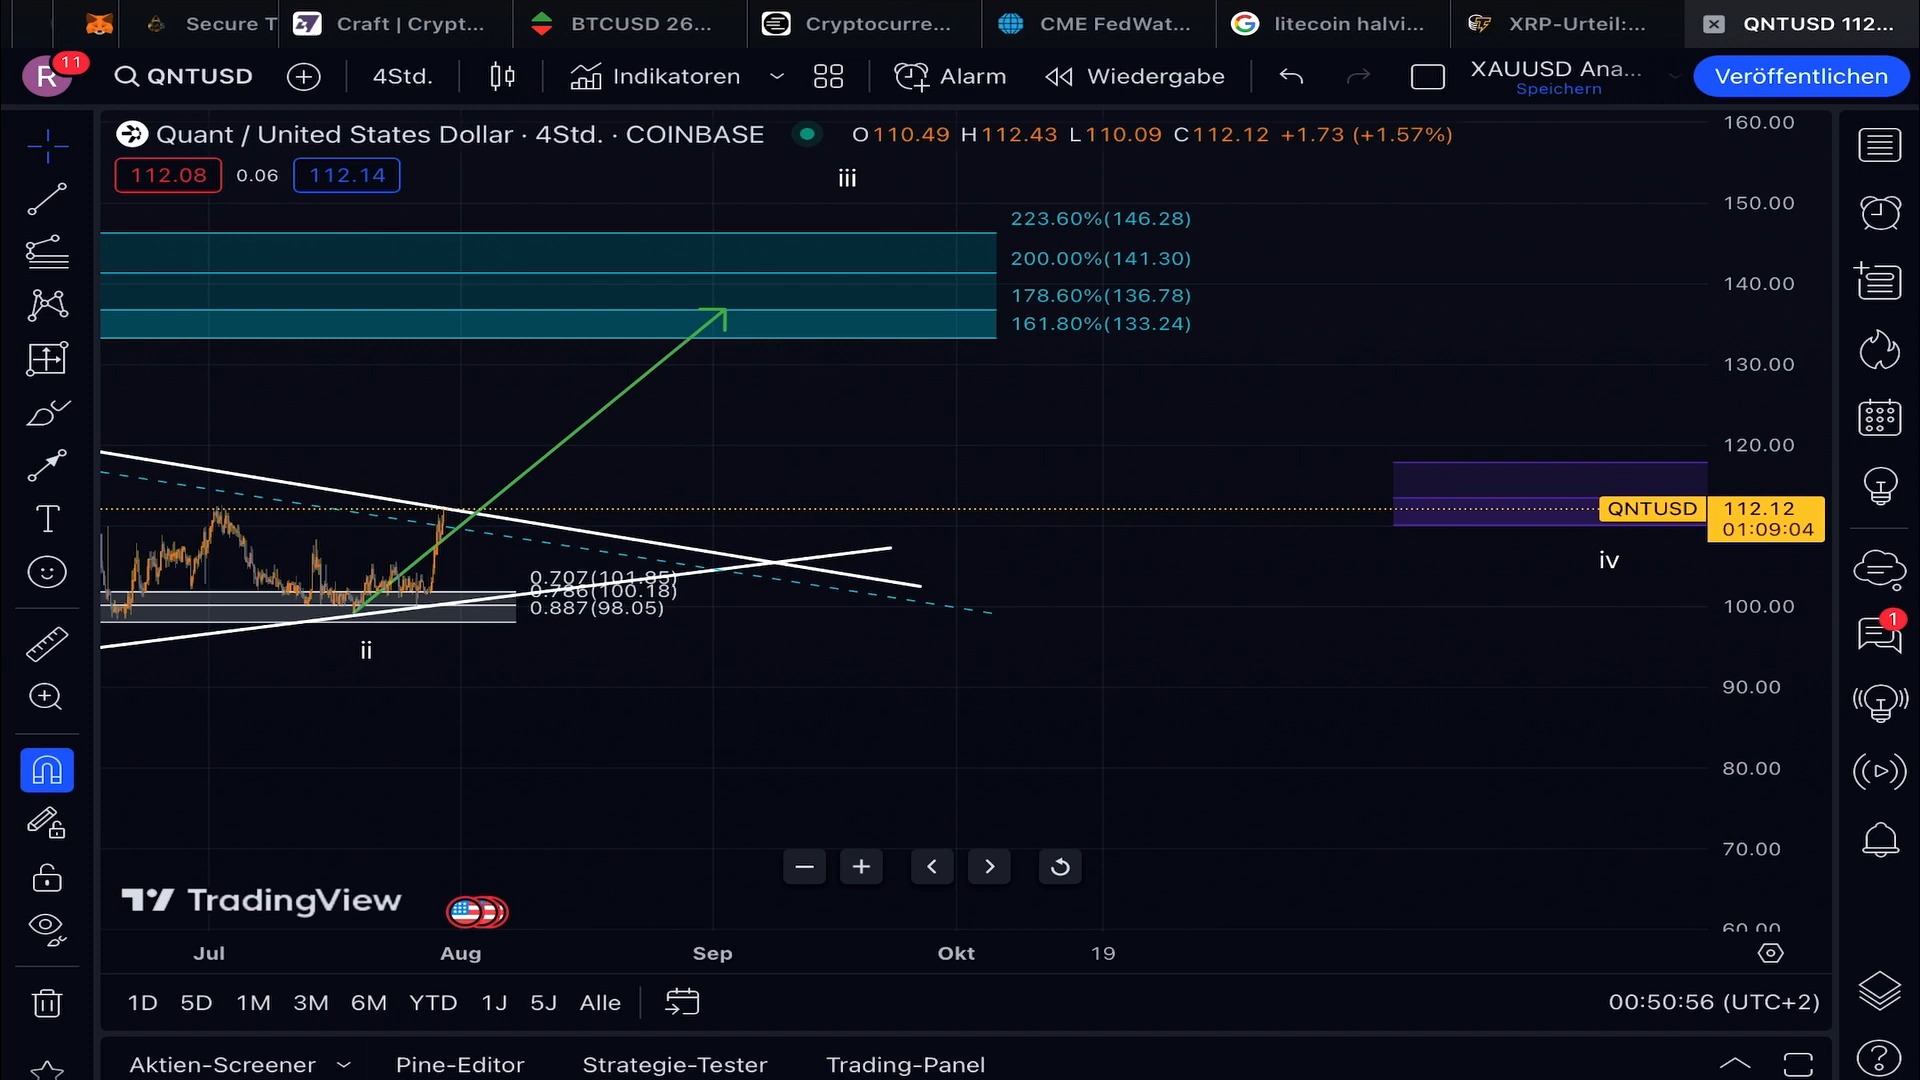 Secure T
Craft | Crypt...
BTCUSD 26...
Cryptocurre...
CME FedWat...
litecoin halvi...
XRP-Urteil:...
QNTUSD 112...
R
11
QNTUSD
4Std.
Indikatoren
Alarm
Wiedergabe
XAUUSD Ana...
Speichern
Veröffentlichen
Quant / United States Dollar · 4Std. · COINBASE
O110.49 H112.43 L110.09 C112.12 +1.73 (+1.57%)
112.08
0.06
112.14
iii
223.60%(146.28)
200.00%(141.30)
178.60%(136.78)
161.80%(133.24)
160.00
150.00
140.00
130.00
120.00
QNTUSD
112.12
01:09:04
iv
0.707(101.85)
0.786(100.18)
0.887(98.05)
ii
100.00
90.00
80.00
70.00
60.00
1
TradingView
Jul
Aug
Sep
Okt
19
1D 5D 1M 3M 6M YTD 1J 5J Alle
00:50:56 (UTC+2)
Aktien-Screener
Pine-Editor
Strategie-Tester
Trading-Panel